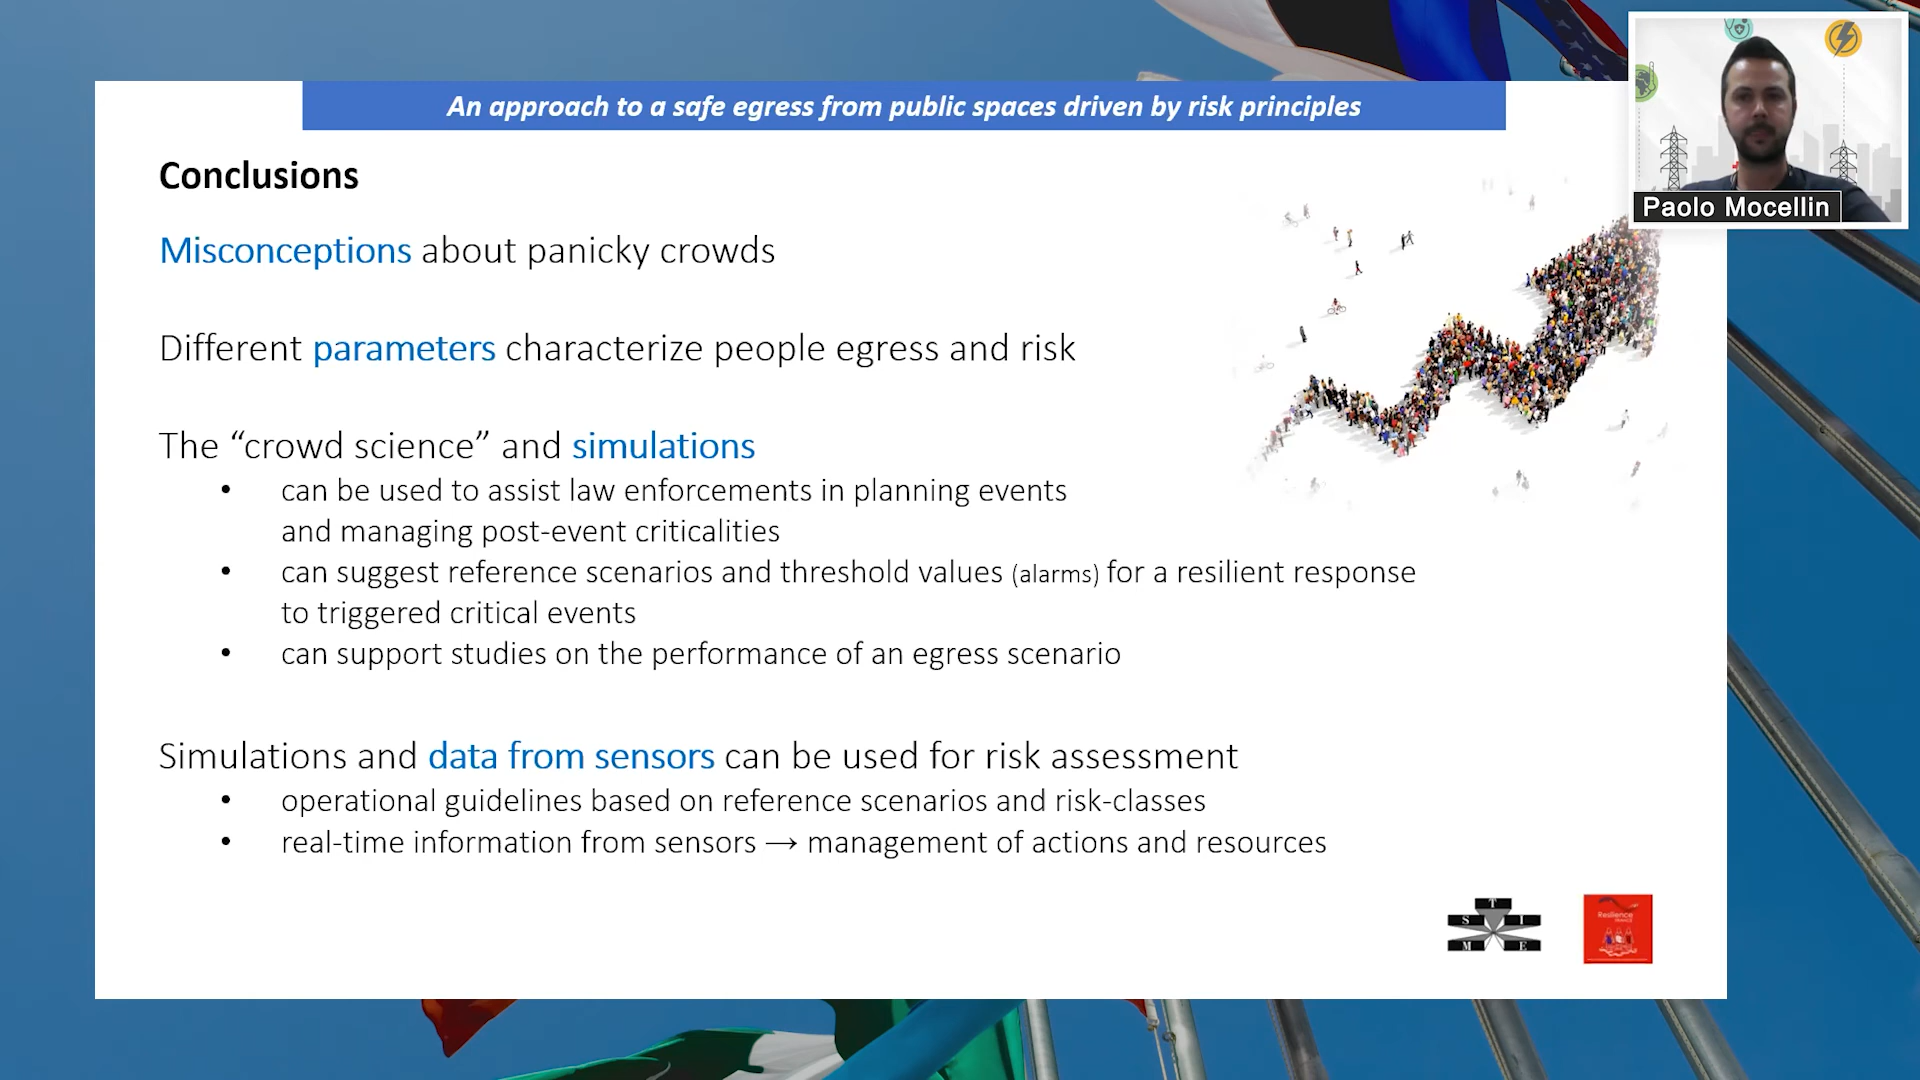 An approach to a safe egress from public spaces driven by risk principles
Paolo Mocellin
Conclusions
Misconceptions about panicky crowds
Different parameters characterize people egress and risk
The “crowd science” and simulations
• can be used to assist law enforcements in planning events
and managing post-event criticalities
• can suggest reference scenarios and threshold values (alarms) for a resilient response
to triggered critical events
• can support studies on the performance of an egress scenario
Simulations and data from sensors can be used for risk assessment
• operational guidelines based on reference scenarios and risk-classes
• real-time information from sensors → management of actions and resources
T
S I
M E
Resilience